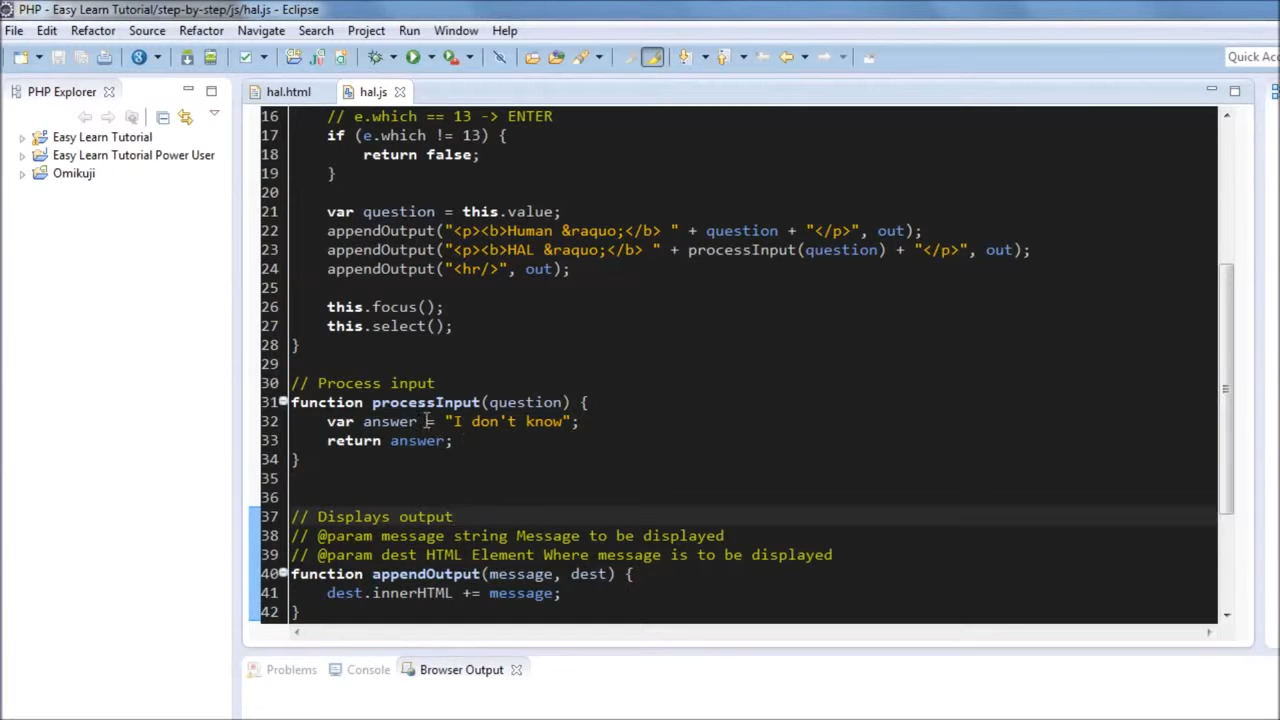 PHP - Easy Learn Tutorial/step-by-step/js/hal.js - Eclipse
File Edit Refactor Source Refactor Navigate Search Project Run Window Help
Quick Ac
PHP Explorer
hal.html
hal.js
Easy Learn Tutorial
Easy Learn Tutorial Power User
Omikuji
16 // e.which == 13 -> ENTER
17 if (e.which != 13) {
18 return false;
19 }
20
21 var question = this.value;
22 appendOutput("<p><b>Human &raquo;</b> " + question + "</p>", out);
23 appendOutput("<p><b>HAL &raquo;</b> " + processInput(question) + "</p>", out);
24 appendOutput("<hr/>", out);
25
26 this.focus();
27 this.select();
28 }
29
30 // Process input
31 function processInput(question) {
32 var answer = "I don't know";
33 return answer;
34 }
35
36
37 // Displays output
38 // @param message string Message to be displayed
39 // @param dest HTML Element Where message is to be displayed
40 function appendOutput(message, dest) {
41 dest.innerHTML += message;
42 }
Problems Console Browser Output